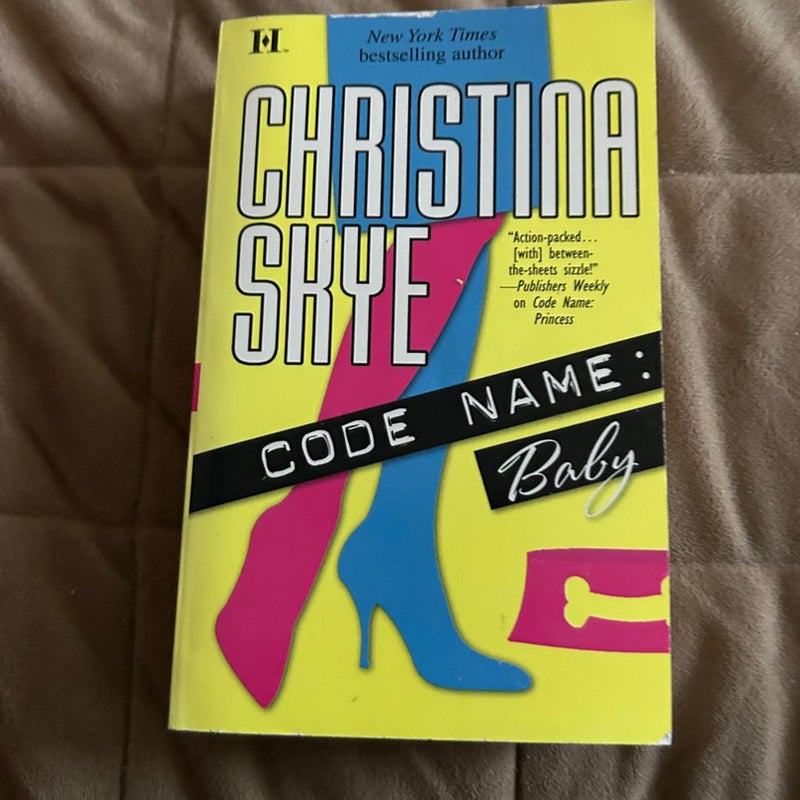 H™
New York Times
bestselling author
CHRISTINA
SKYE
“Action-packed...
[with] between-
the-sheets sizzle!”
—Publishers Weekly
on Code Name:
Princess
CODE NAME:
Baby